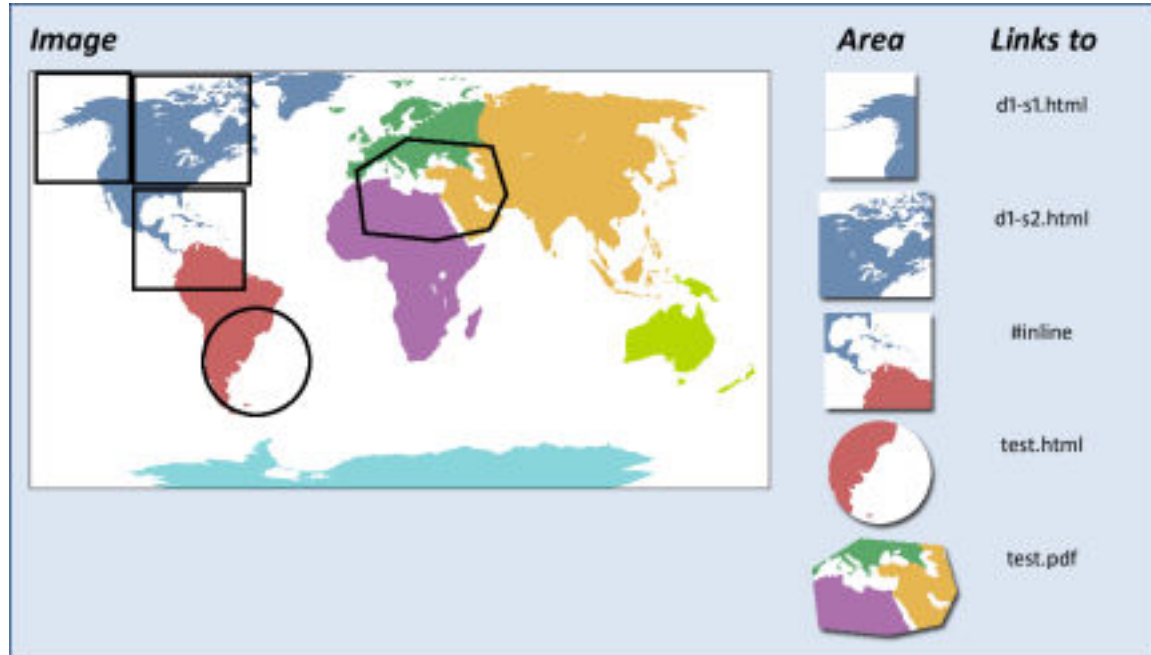 Image
Area
Links to
d1-s1.html
d1-s2.html
#inline
test.html
test.pdf